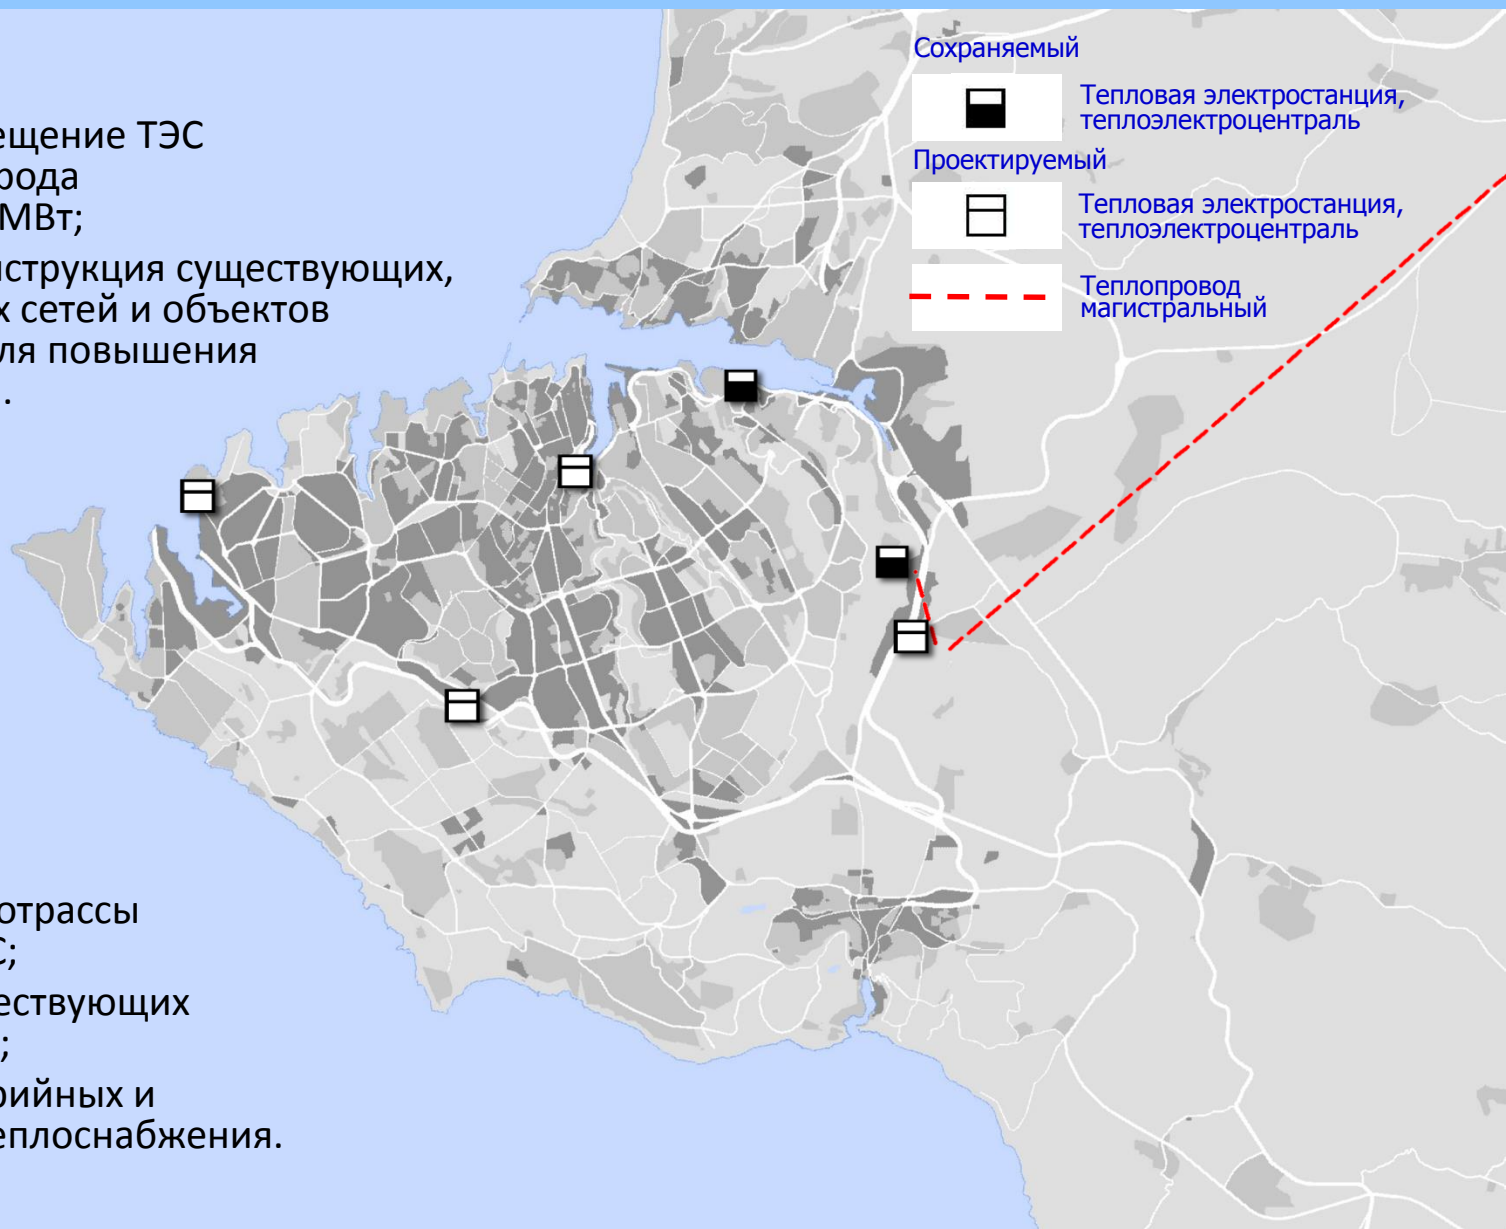 ещение ТЭС
рода
МВт;
струкция существующих,
х сетей и объектов
ля повышения
.
отрассы
С;
ествующих
;
рийных и
еплоснабжения.
Сохраняемый
Тепловая электростанция,
теплоэлектроцентраль
Проектируемый
Тепловая электростанция,
теплоэлектроцентраль
Теплопровод
магистральный